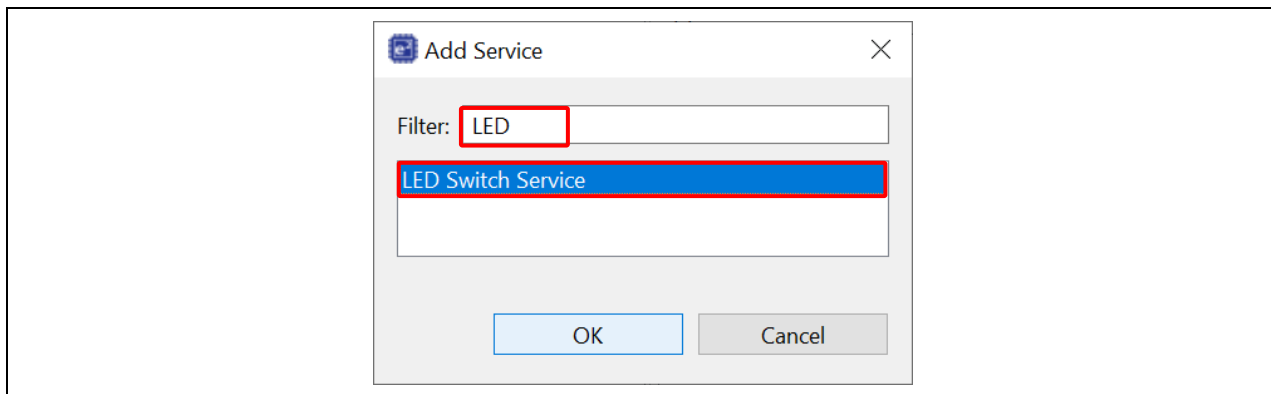 Add Service
Filter: LED
LED Switch Service
OK Cancel